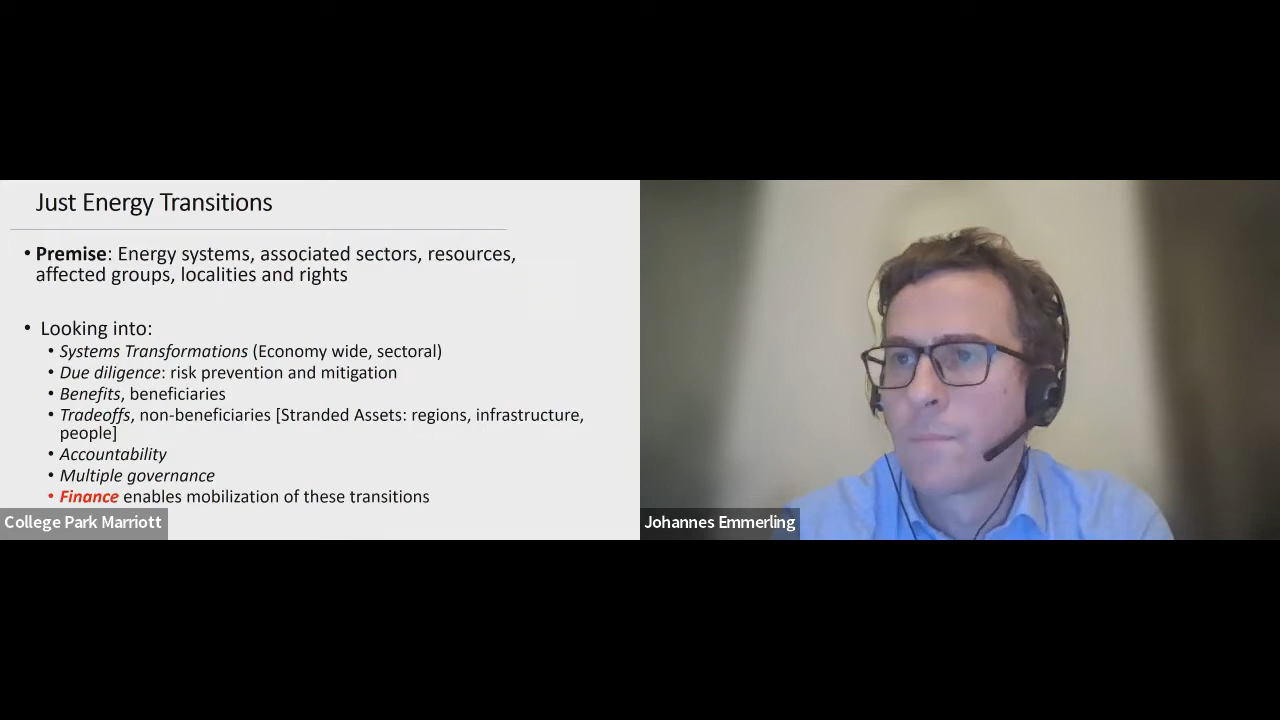 Just Energy Transitions
• Premise: Energy systems, associated sectors, resources,
affected groups, localities and rights
• Looking into:
• Systems Transformations (Economy wide, sectoral)
• Due diligence: risk prevention and mitigation
• Benefits, beneficiaries
• Tradeoffs, non-beneficiaries [Stranded Assets: regions, infrastructure,
people]
• Accountability
• Multiple governance
• Finance enables mobilization of these transitions
College Park Marriott
Johannes Emmerling